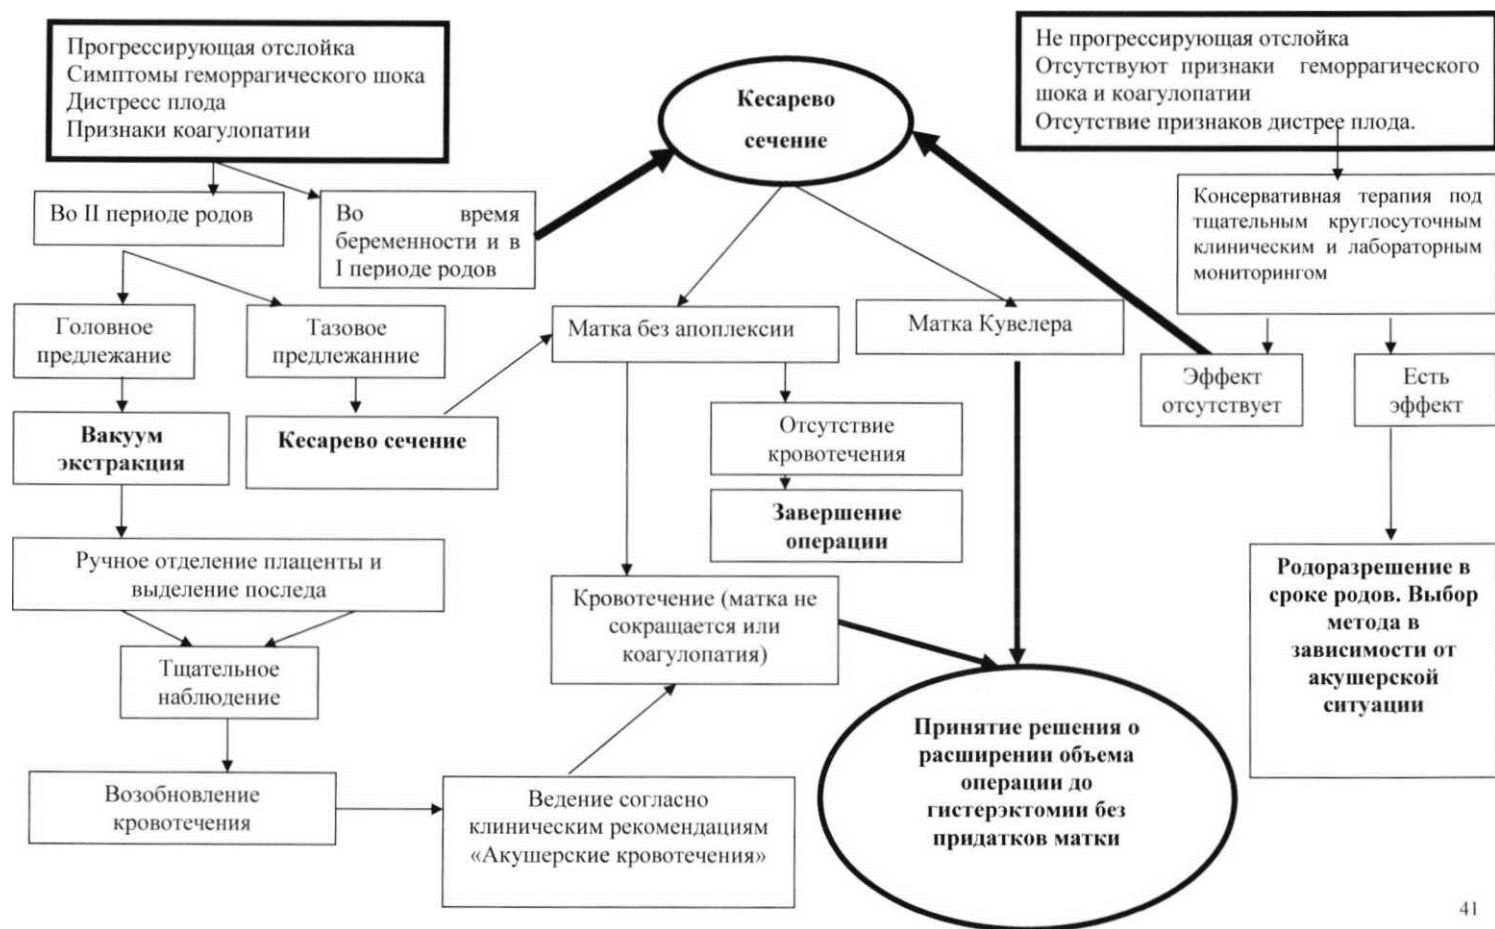 Прогрессирующая отслойка
Симптомы геморрагического шока
Дистресс плода
Признаки коагулопатии
Кесарево
сечение
Не прогрессирующая отслойка
Отсутствуют признаки геморрагического
шока и коагулопатии
Отсутствие признаков дистрее плода.
Во II периоде родов
Во время
беременности и в
I периоде родов
Консервативная терапия под
тщательным круглосуточным
клиническим и лабораторным
мониторингом
Головное
предлежание
Тазовое
предлежанние
Матка без апоплексии
Матка Кувелера
Эффект
отсутствует
Есть
эффект
Вакуум
экстракция
Кесарево сечение
Отсутствие
кровотечения
Завершение
операции
Ручное отделение плаценты и
выделение последа
Кровотечение (матка не
сокращается или
коагулопатия)
Родоразрешение в
сроке родов. Выбор
метода в
зависимости от
акушерской
ситуации
Тщательное
наблюдение
Принятие решения о
расширении объема
операции до
гистерэктомии без
придатков матки
Возобновление
кровотечения
Ведение согласно
клиническим рекомендациям
«Акушерские кровотечения»
41